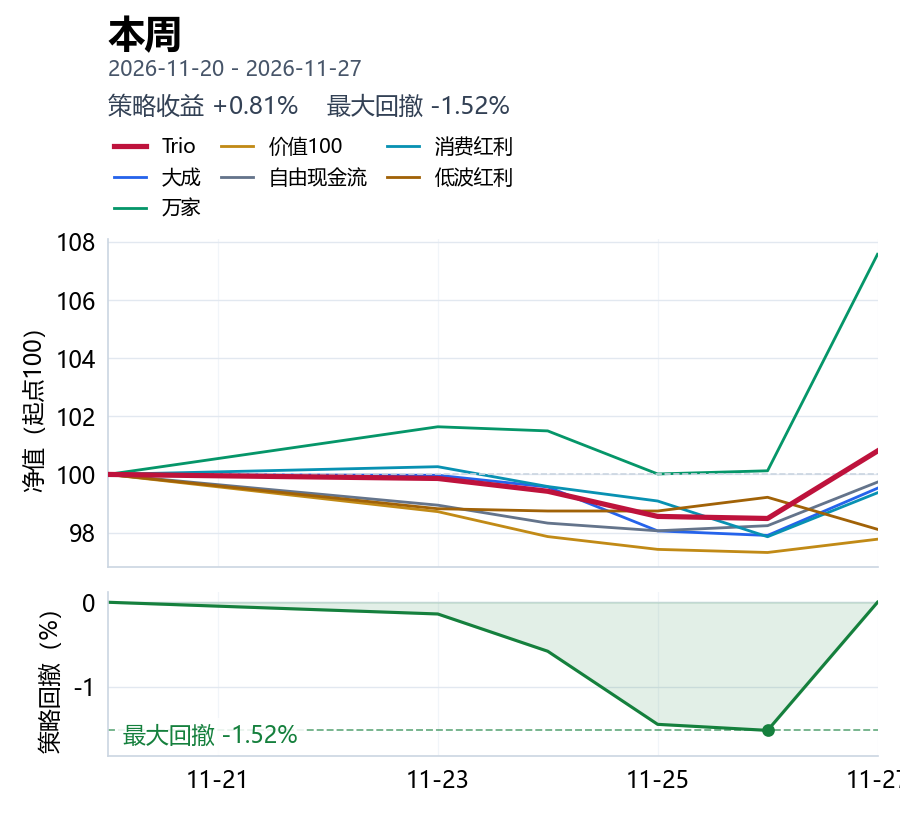 本周
2026-11-20 - 2026-11-27
策略收益 +0.81% 最大回撤 -1.52%
Trio 价值100 消费红利
大成 自由现金流 低波红利
万家
净值（起点100）
108
106
104
102
100
98
策略回撤（%）
0
-1
最大回撤 -1.52%
11-21 11-23 11-25 11-27